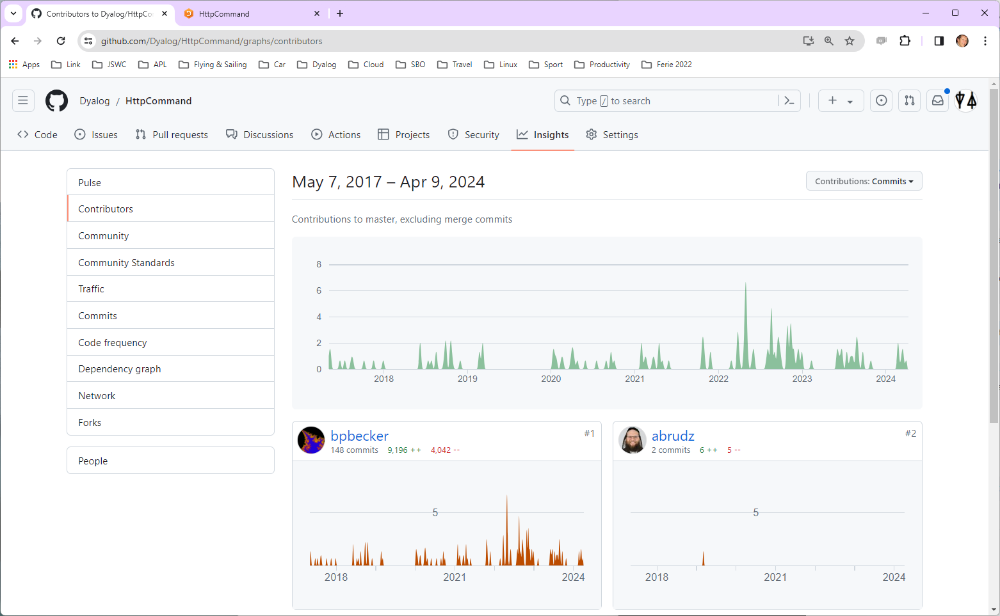 Contributors to Dyalog/HttpCo
HttpCommand
github.com/Dyalog/HttpCommand/graphs/contributors
Apps Link JSWC APL Flying & Sailing Car Dyalog Cloud SBO Travel Linux Sport Productivity Ferie 2022
Dyalog / HttpCommand
Type / to search
Code Issues Pull requests Discussions Actions Projects Security Insights Settings
Pulse
Contributors
Community
Community Standards
Traffic
Commits
Code frequency
Dependency graph
Network
Forks
People
May 7, 2017 – Apr 9, 2024
Contributions: Commits
Contributions to master, excluding merge commits
8
6
4
2
0
2018 2019 2020 2021 2022 2023 2024
bpbecker #1
148 commits 9,196 ++ 4,042 --
5
2018 2021 2024
abrudz #2
2 commits 6 ++ 5 --
5
2018 2021 2024